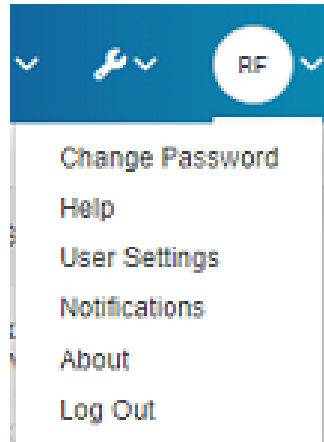 RF
Change Password
Help
User Settings
Notifications
About
Log Out